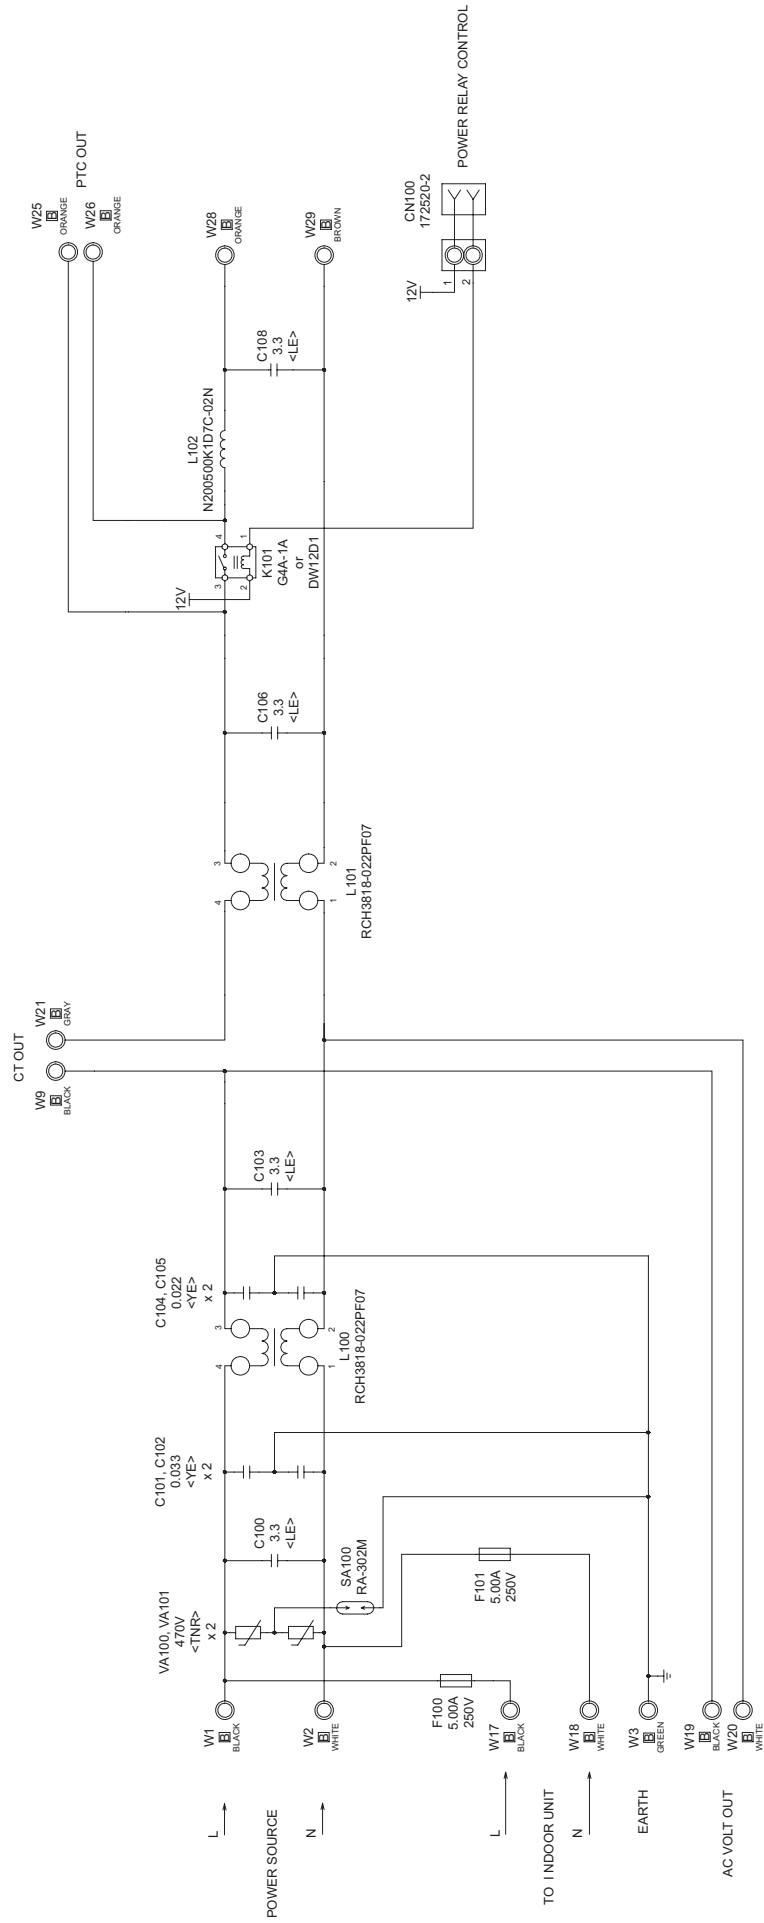 POWER SOURCE
L
N
W1
B
BLACK
W2
B
WHITE
TO INDOOR UNIT
L
N
W17
B
BLACK
W18
B
WHITE
EARTH
W3
B
GREEN
AC VOLT OUT
W19
B
BLACK
W20
B
WHITE
F100
5.00A
250V
F101
5.00A
250V
VA100, VA101
470V
<TNR>
x 2
SA100
RA-302M
C100
3.3
<LE>
C101, C102
0.033
<YE>
x 2
4
3
1
2
L100
RCH3818-022PF07
C104, C105
0.022
<YE>
x 2
C103
3.3
<LE>
CT OUT
W9
B
BLACK
W21
B
GRAY
4
3
1
2
L101
RCH3818-022PF07
C106
3.3
<LE>
12V
3
4
2
1
K101
G4A-1A
or
DW12D1
L102
N200500K1D7C-02N
C108
3.3
<LE>
PTC OUT
W25
B
ORANGE
W26
B
ORANGE
W28
B
ORANGE
W29
B
BROWN
12V
1
2
CN100
172520-2
POWER RELAY CONTROL